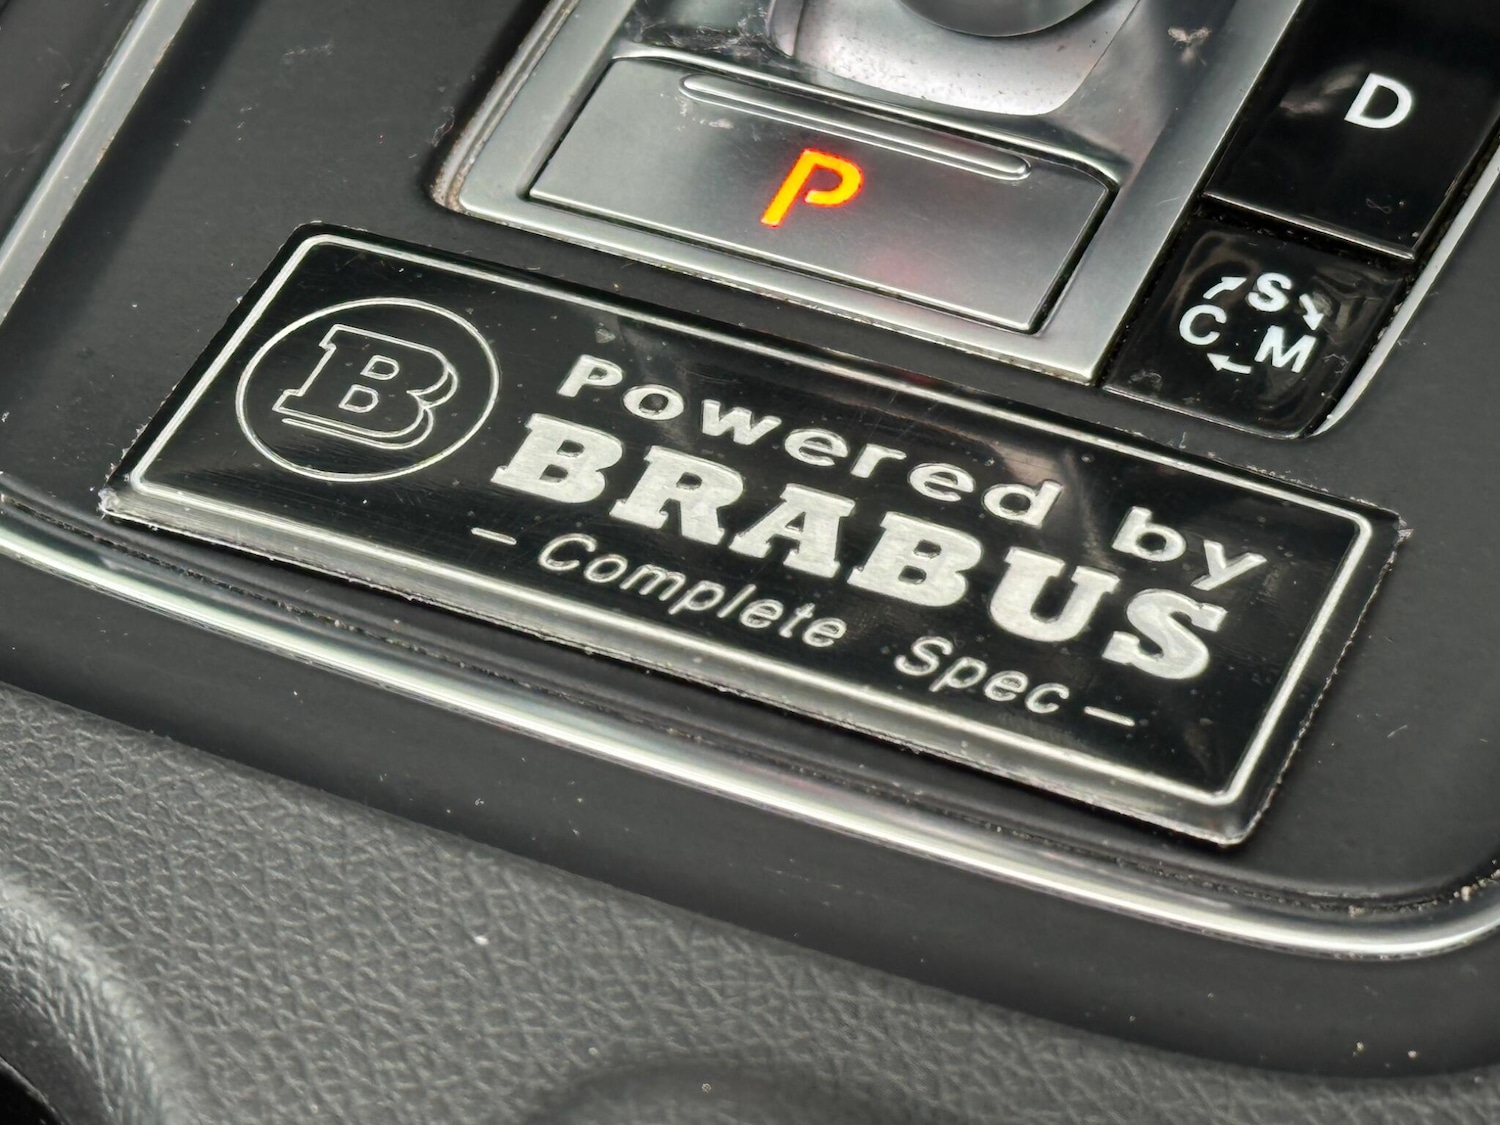 P
D
S
C M
B
Powered by
BRABUS
– Complete Spec –